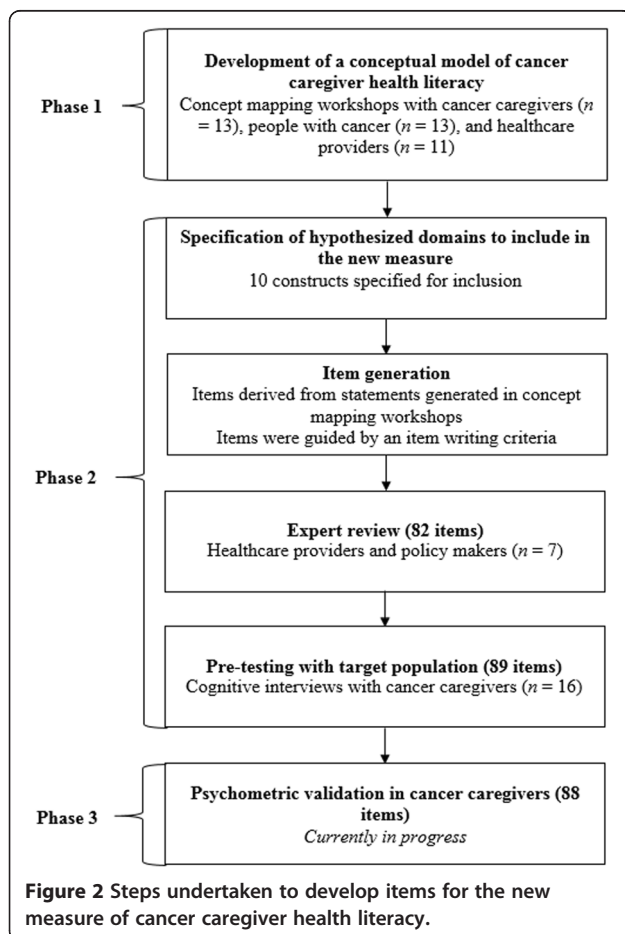 Development of a conceptual model of cancer
caregiver health literacy
Phase 1
Concept mapping workshops with cancer caregivers (n
= 13), people with cancer (n = 13), and healthcare
providers (n = 11)
Specification of hypothesized domains to include in
the new measure
10 constructs specified for inclusion
Item generation
Items derived from statements generated in concept
mapping workshops
Items were guided by an item writing criteria
Phase 2
Expert review (82 items)
Healthcare providers and policy makers (n = 7)
Pre-testing with target population (89 items)
Cognitive interviews with cancer caregivers (n = 16)
Psychometric validation in cancer caregivers (88
items)
Phase 3
Currently in progress
Figure 2 Steps undertaken to develop items for the new
measure of cancer caregiver health literacy.